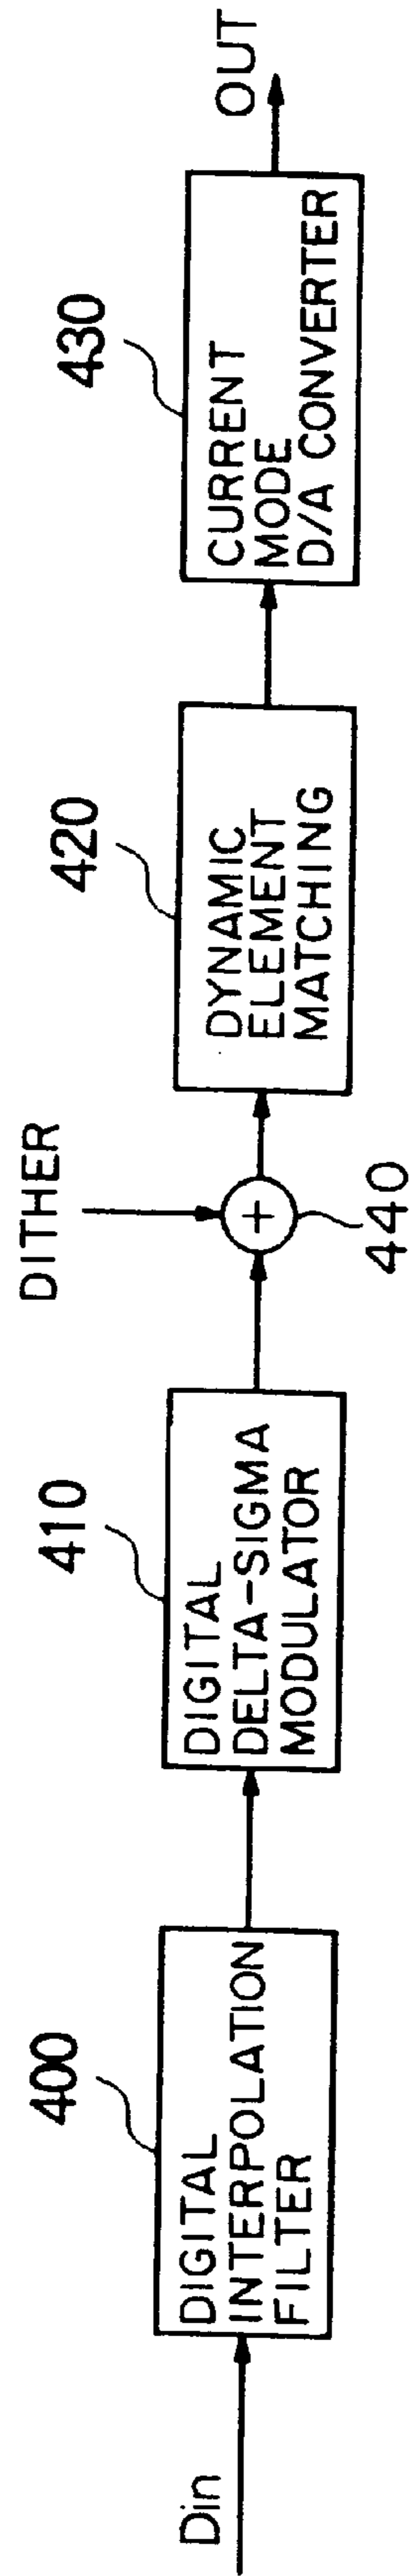 Din
400
DIGITAL
INTERPOLATION
FILTER
410
DIGITAL
DELTA-SIGMA
MODULATOR
DITHER
+
440
420
DYNAMIC
ELEMENT
MATCHING
430
CURRENT
MODE
D/A CONVERTER
OUT